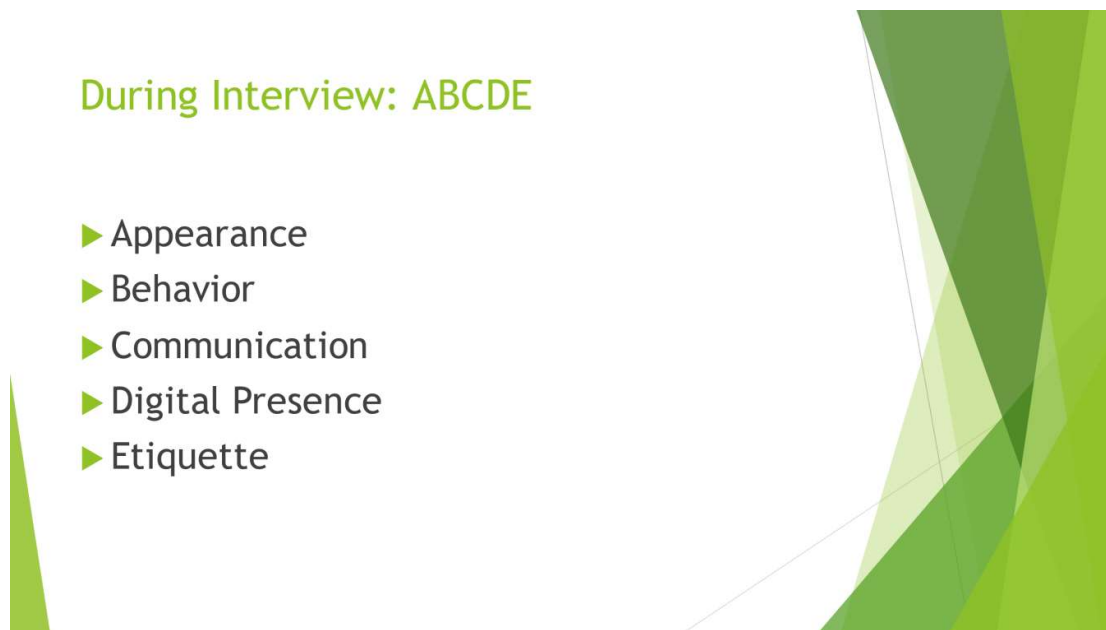 During Interview: ABCDE
Appearance
Behavior
Communication
Digital Presence
Etiquette